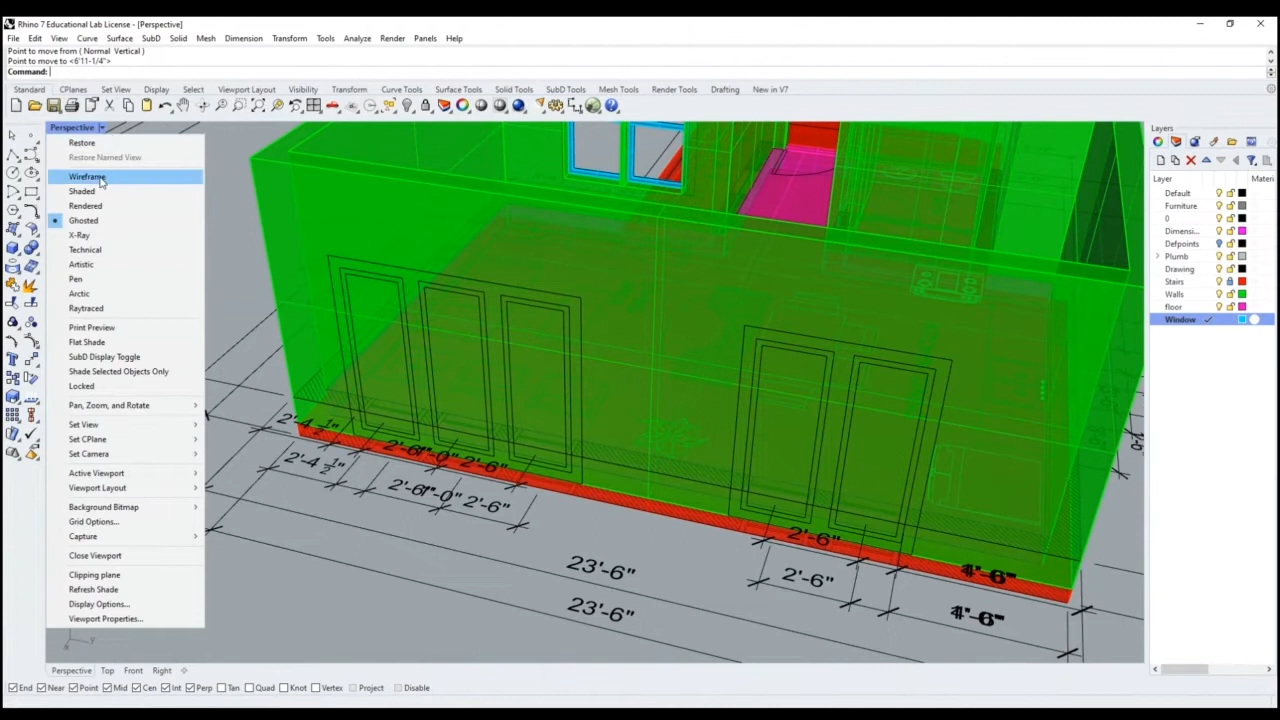 Rhino 7 Educational Lab License - [Perspective]
File Edit View Curve Surface SubD Solid Mesh Dimension Transform Tools Analyze Render Panels Help
Point to move from ( Normal Vertical )
Point to move to <6'11-1/4">
Command:
Standard CPlanes Set View Display Select Viewport Layout Visibility Transform Curve Tools Surface Tools Solid Tools SubD Tools Mesh Tools Render Tools Drafting New in V7
Perspective
Restore
Restore Named View
Wireframe
Shaded
Rendered
Ghosted
X-Ray
Technical
Artistic
Pen
Arctic
Raytraced
Print Preview
Flat Shade
SubD Display Toggle
Shade Selected Objects Only
Locked
Pan, Zoom, and Rotate
Set View
Set CPlane
Set Camera
Active Viewport
Viewport Layout
Background Bitmap
Grid Options...
Capture
Close Viewport
Clipping plane
Refresh Shade
Display Options...
Viewport Properties...
2'-4 1/2"
2'-6"
2'-4 1/2"
2'-6"
2'-6"
2'-6"
23'-6"
23'-6"
Layers
Layer Materi
Default
Furniture
0
Dimensi...
Defpoints
Plumb
Drawing
Stairs
Walls
floor
Window
Perspective Top Front Right
End Near Point Mid Cen Int Perp Tan Quad Knot Vertex Project Disable